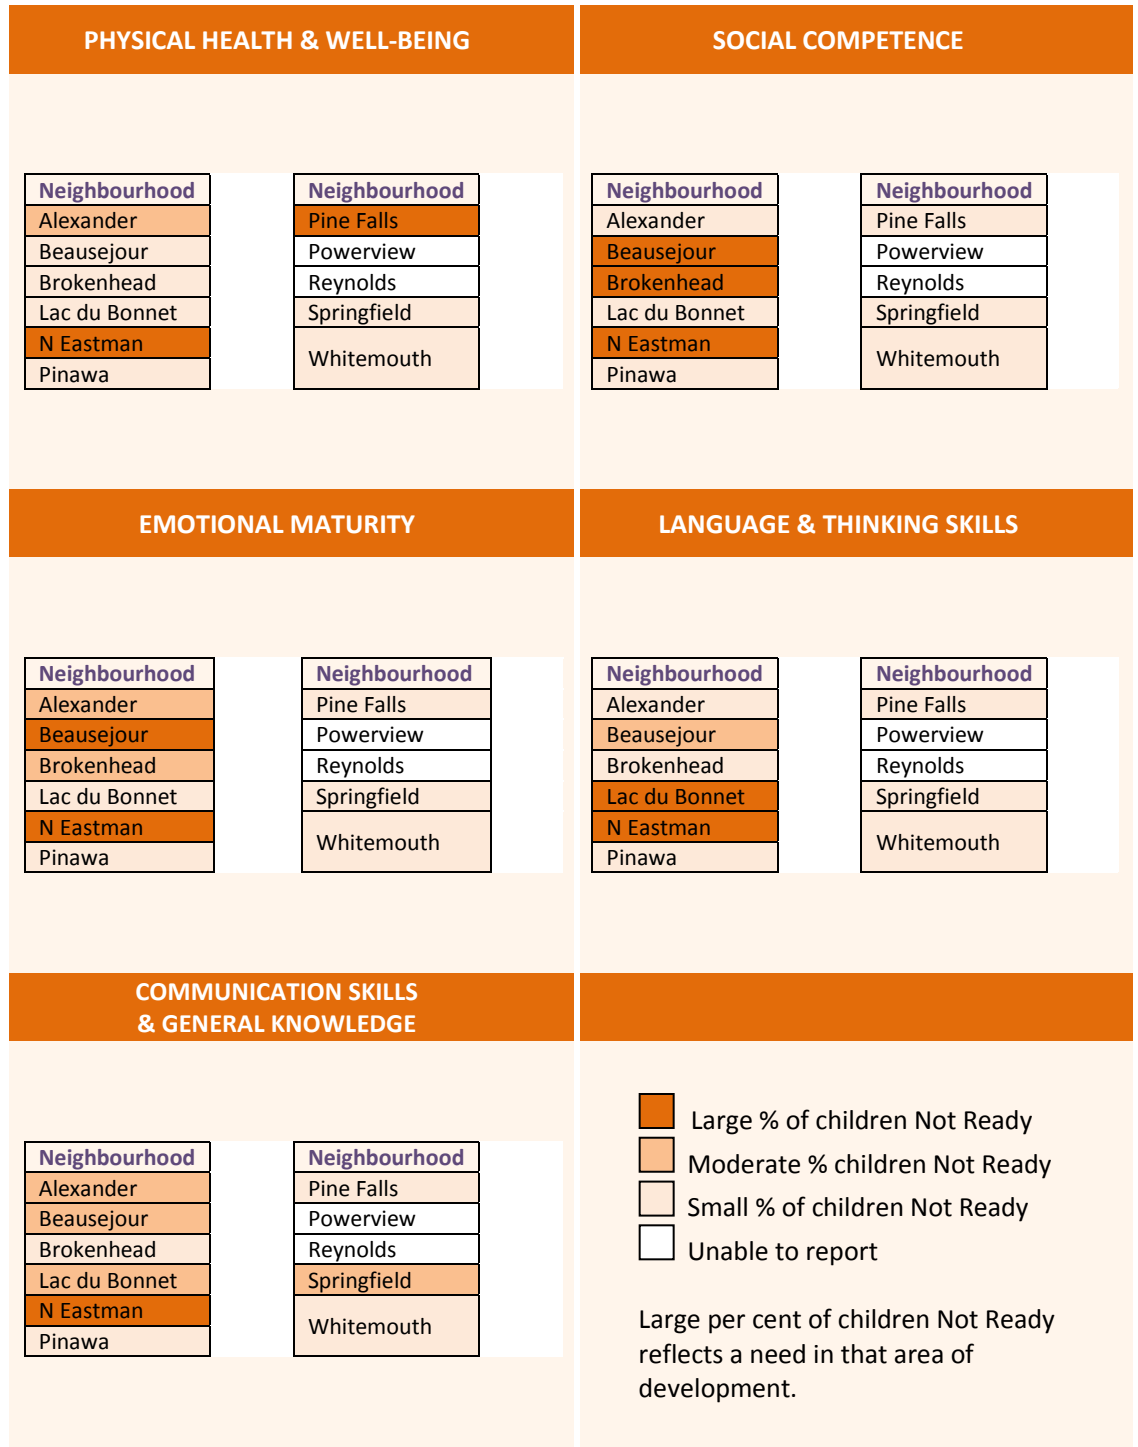 PHYSICAL HEALTH & WELL-BEING
Neighbourhood
Alexander
Beausejour
Brokenhead
Lac du Bonnet
N Eastman
Pinawa
Neighbourhood
Pine Falls
Powerview
Reynolds
Springfield
Whitemouth
SOCIAL COMPETENCE
Neighbourhood
Alexander
Beausejour
Brokenhead
Lac du Bonnet
N Eastman
Pinawa
Neighbourhood
Pine Falls
Powerview
Reynolds
Springfield
Whitemouth
EMOTIONAL MATURITY
Neighbourhood
Alexander
Beausejour
Brokenhead
Lac du Bonnet
N Eastman
Pinawa
Neighbourhood
Pine Falls
Powerview
Reynolds
Springfield
Whitemouth
LANGUAGE & THINKING SKILLS
Neighbourhood
Alexander
Beausejour
Brokenhead
Lac du Bonnet
N Eastman
Pinawa
Neighbourhood
Pine Falls
Powerview
Reynolds
Springfield
Whitemouth
COMMUNICATION SKILLS
& GENERAL KNOWLEDGE
Neighbourhood
Alexander
Beausejour
Brokenhead
Lac du Bonnet
N Eastman
Pinawa
Neighbourhood
Pine Falls
Powerview
Reynolds
Springfield
Whitemouth
Large % of children Not Ready
Moderate % children Not Ready
Small % of children Not Ready
Unable to report
Large per cent of children Not Ready
reflects a need in that area of
development.